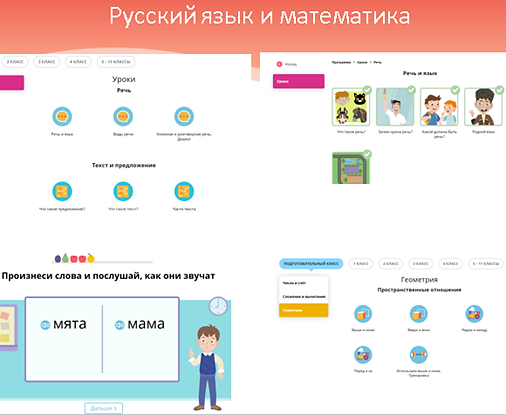 Русский язык и математика
2 КЛАСС
3 КЛАСС
4 КЛАСС
5 – 11 КЛАССЫ
Уроки
Речь
Речь и язык
Виды речи
Книжная и разговорная речь.
Диалог
Текст и предложение
Что такое предложение?
Что такое текст?
Части текста
Назад
Программа
Уроки
Речь
Уроки
Речь и язык
Что такое речь?
Зачем нужна речь?
Какой должна быть речь?
Родной язык
Произнеси слова и послушай, как они звучат
мята
мама
Дальше >
ПОДГОТОВИТЕЛЬНЫЙ КЛАСС
1 КЛАСС
2 КЛАСС
3 КЛАСС
4 КЛАСС
5 – 11 КЛАССЫ
Числа и счёт
Сложение и вычитание
Геометрия
Геометрия
Пространственные отношения
Выше и ниже
Вверх и вниз
Рядом и между
Перед и за
Используем выше и ниже.
Тренировка